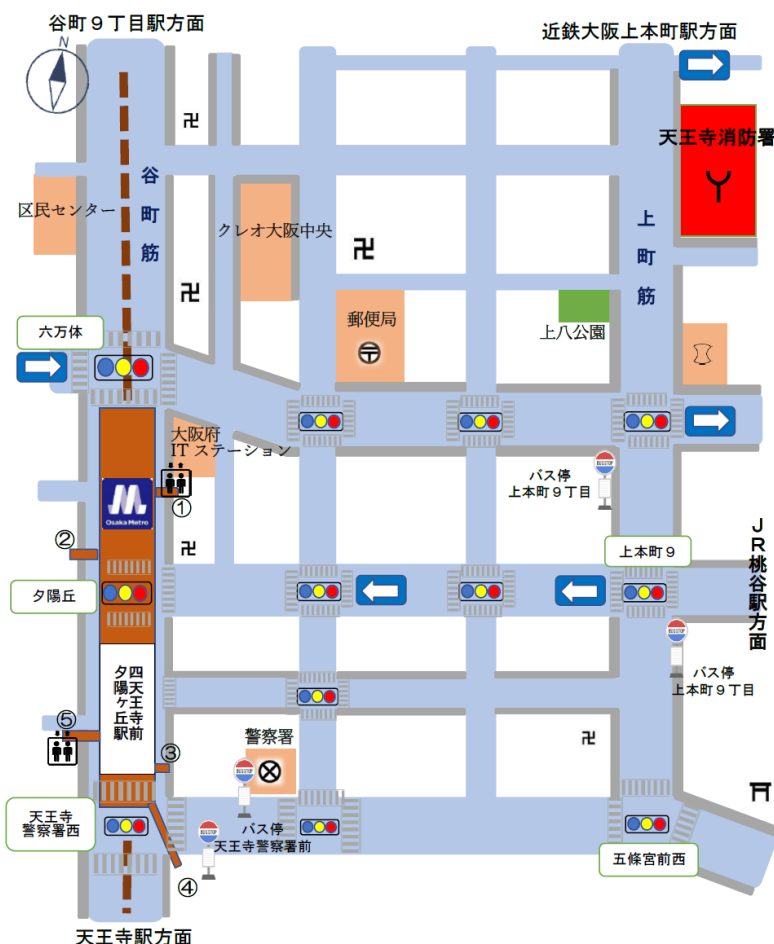 谷町９丁目駅方面
近鉄大阪上本町駅方面
N
天王寺消防署
谷町筋
区民センター
クレオ大阪中央
上町筋
郵便局
上八公園
六万体
大阪府
ITステーション
①
Osaka Metro
②
バス停
上本町９丁目
上本町９
夕陽丘
JR桃谷駅方面
四天王寺前
夕陽ヶ丘駅
バス停
上本町９丁目
⑤
③
警察署
天王寺
警察署西
バス停
天王寺警察署前
五條宮前西
④
天王寺駅方面